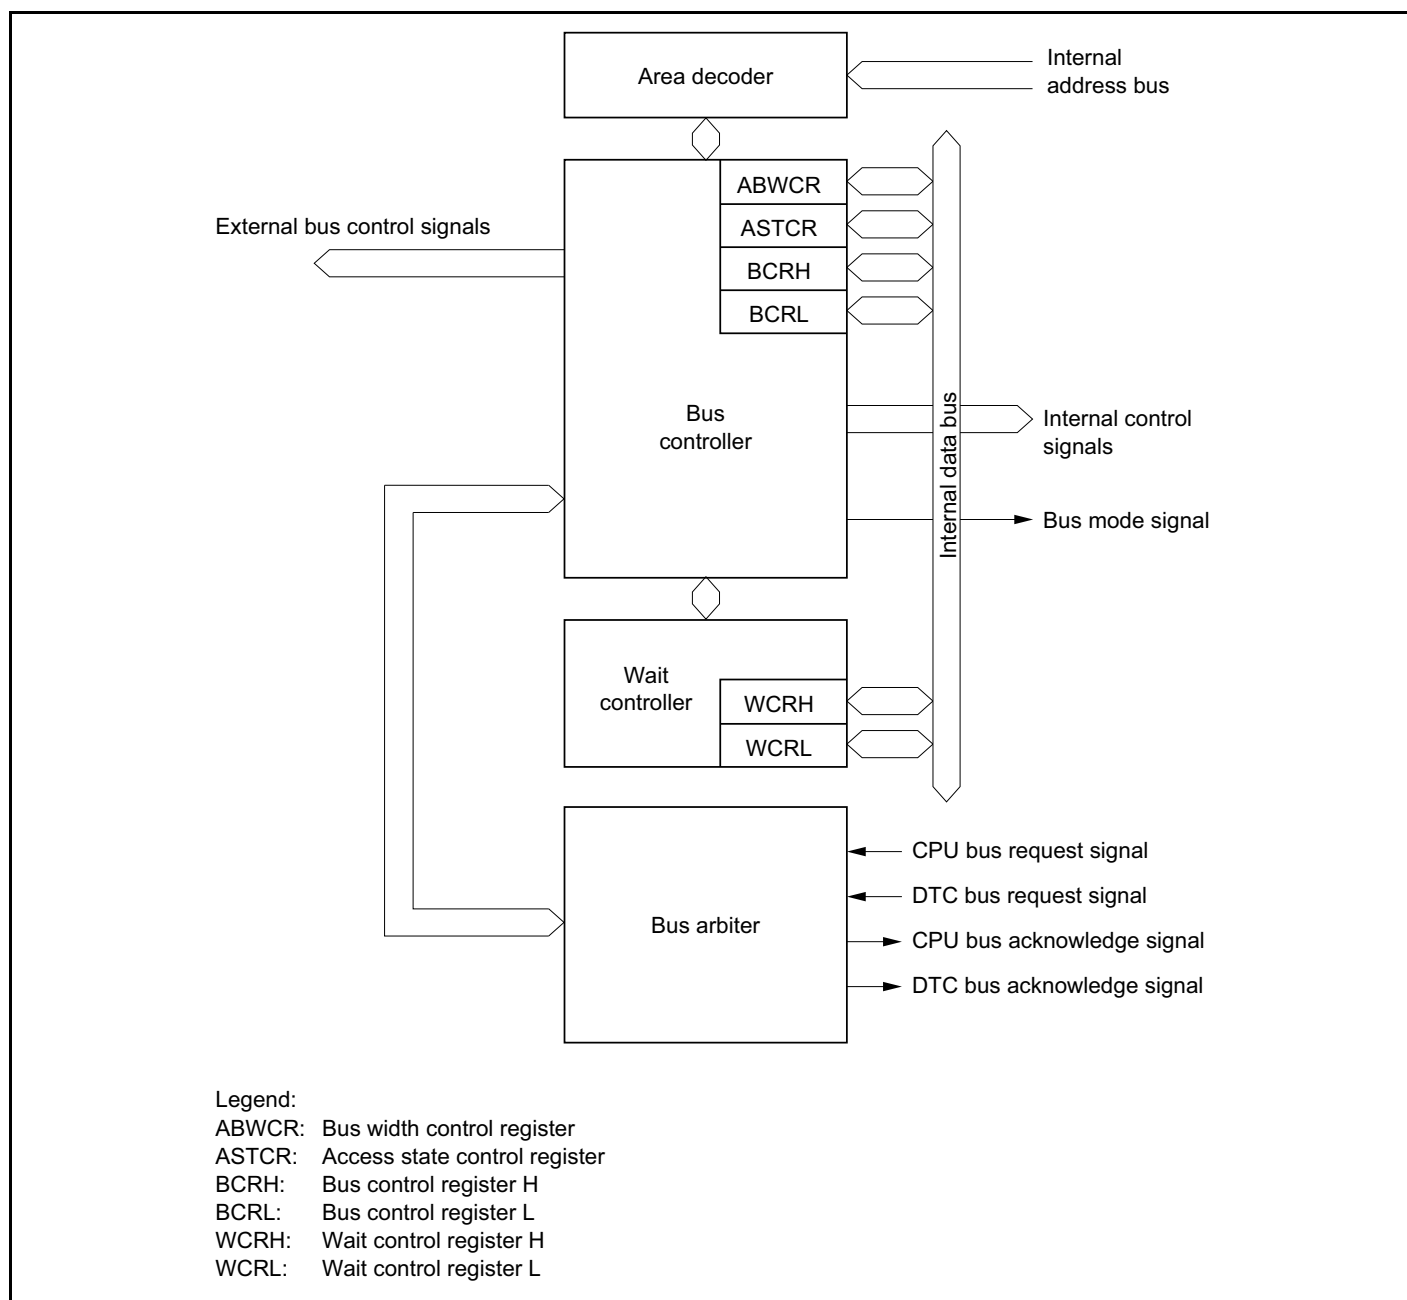 Area decoder
Internal
address bus
ABWCR
ASTCR
External bus control signals
BCRH
BCRL
Bus
controller
Internal data bus
Internal control
signals
Bus mode signal
Wait
controller
WCRH
WCRL
CPU bus request signal
DTC bus request signal
Bus arbiter
CPU bus acknowledge signal
DTC bus acknowledge signal
Legend:
ABWCR: Bus width control register
ASTCR: Access state control register
BCRH: Bus control register H
BCRL: Bus control register L
WCRH: Wait control register H
WCRL: Wait control register L